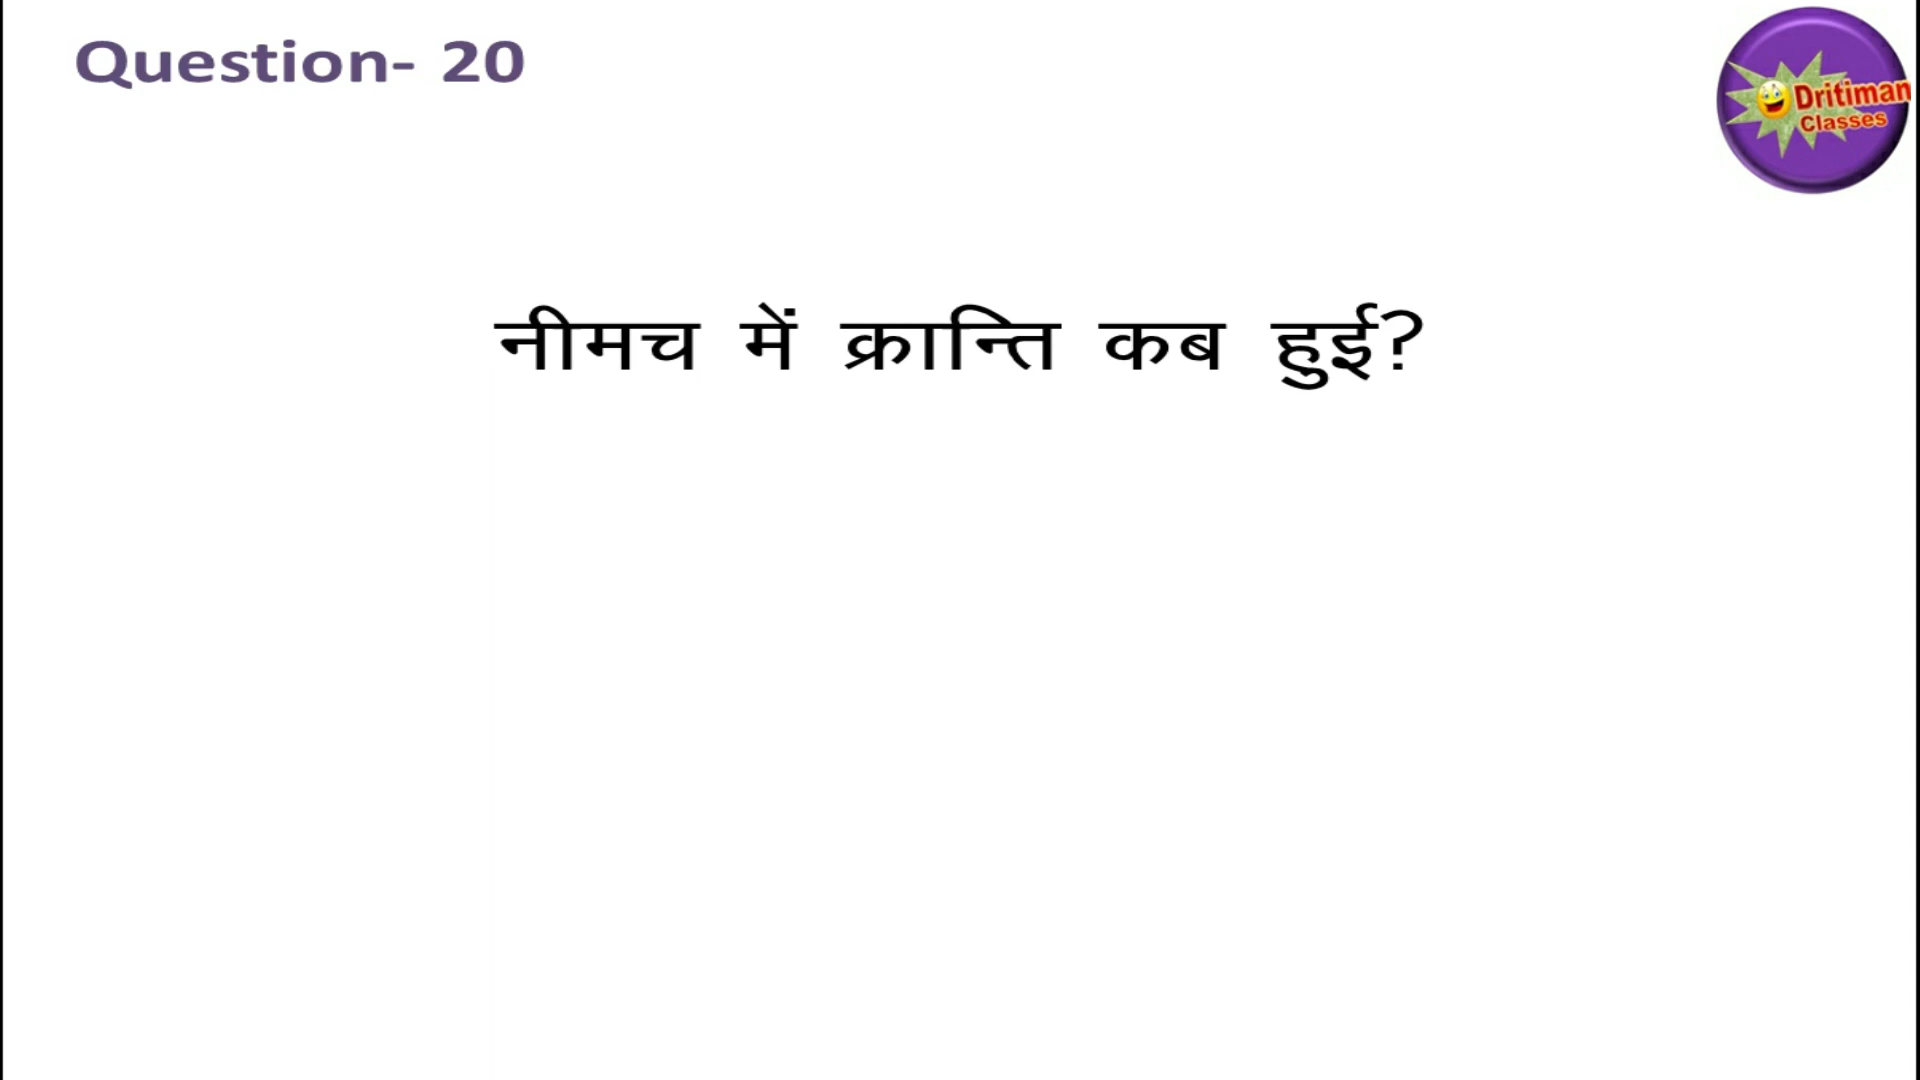 Question- 20
Dritiman
Classes
नीमच में क्रान्ति कब हुई?